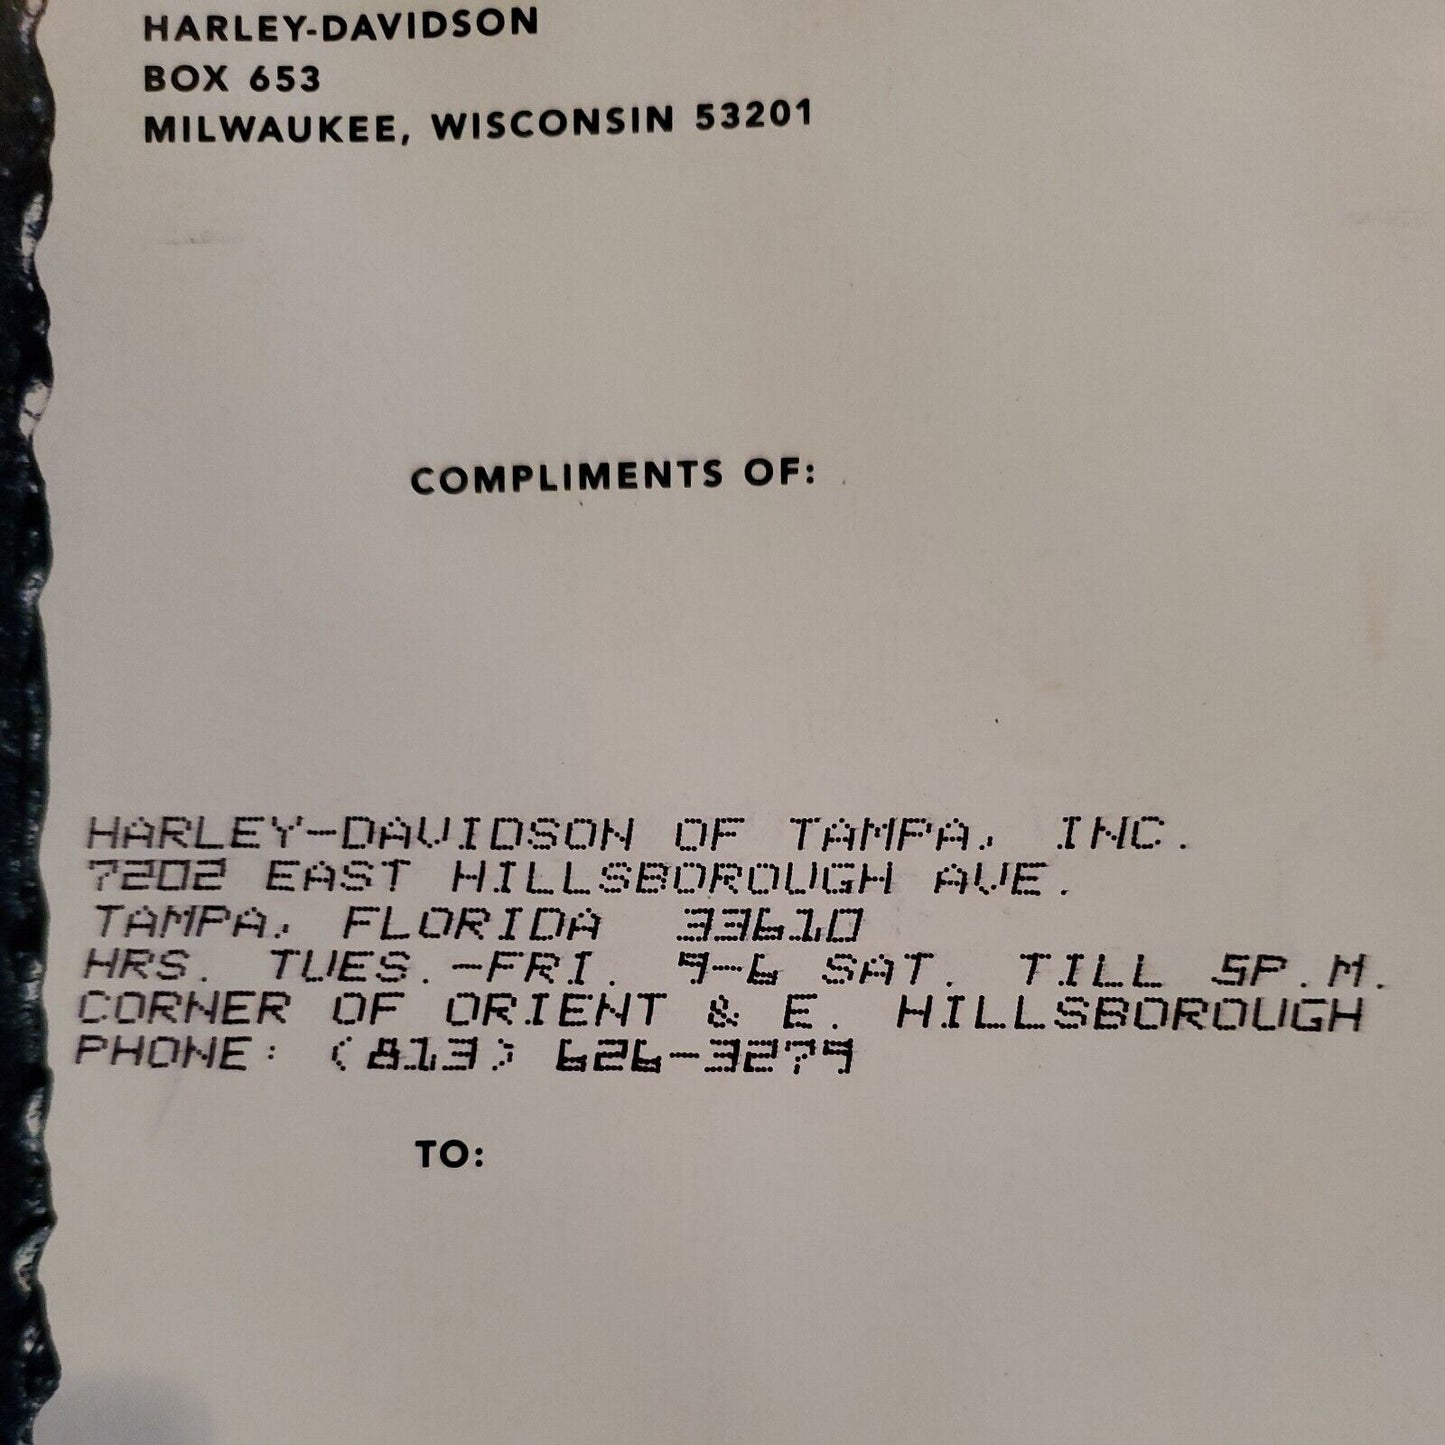 HARLEY-DAVIDSON
BOX 653
MILWAUKEE, WISCONSIN 53201
COMPLIMENTS OF:
HARLEY-DAVIDSON OF TAMPA, INC.
7202 EAST HILLSBOROUGH AVE.
TAMPA, FLORIDA 33610
HRS. TUES.-FRI. 9-6 SAT. TILL 5P.M.
CORNER OF ORIENT & E. HILLSBOROUGH
PHONE: (813) 626-3279
TO: